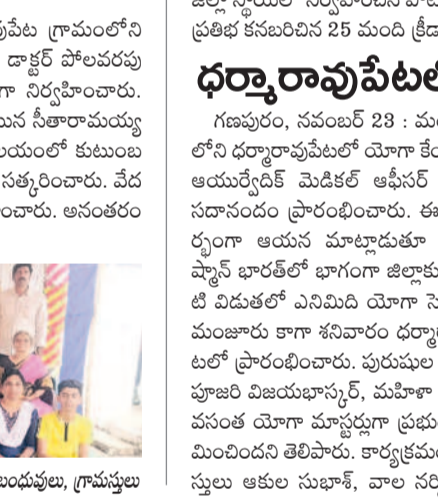 వుపేట గ్రామంలోని
డాక్టర్ పోలవరపు
గా నిర్వహించారు.
యిన సీతారామయ్య
లయంలో కుటుంబ
సత్కరించారు. వేద
ంచారు. అనంతరం
బంధువులు, గ్రామస్తులు
జిల్లా స్థాయిలో నిర్వహించిన
ప్రతిభ కనబరిచిన 25 మంది క్రీడ
ధర్మారావుపేటల
గణపురం, నవంబర్ 23 : మం
లోని ధర్మారావుపేటలో యోగా కేం
ఆయుర్వేదిక్ మెడికల్ ఆఫీసర్
సదానందం ప్రారంభించారు. ఈ
ర్భంగా ఆయన మాట్లాడుతూ
ష్మాన్ భారత్‌లో భాగంగా జిల్లాకు
టి విడుతలో ఎనిమిది యోగా సె
మంజూరు కాగా శనివారం ధర్మా
టలో ప్రారంభించారు. పురుషుల
పూజరి విజయభాస్కర్, మహిళా
వసంత యోగా మాస్టర్లుగా ప్రభు
మించిందని తెలిపారు. కార్యక్రమం
స్తులు ఆకుల సుభాశ్, వాల నర్సి